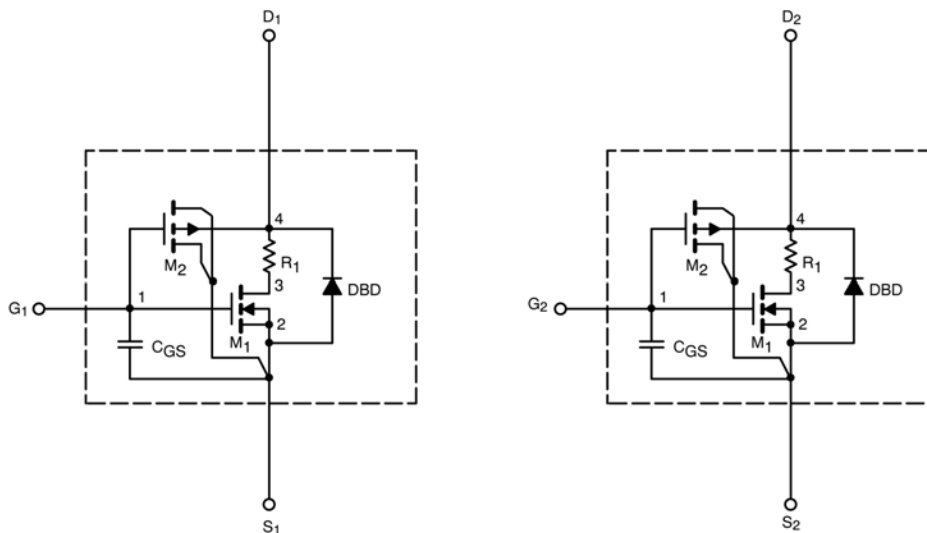 D1 D2
4 4
M2 R1 M2 R1
3 DBD 3 DBD
G1 1 G2 1
2 2
CGS M1 CGS M1
S1 S2